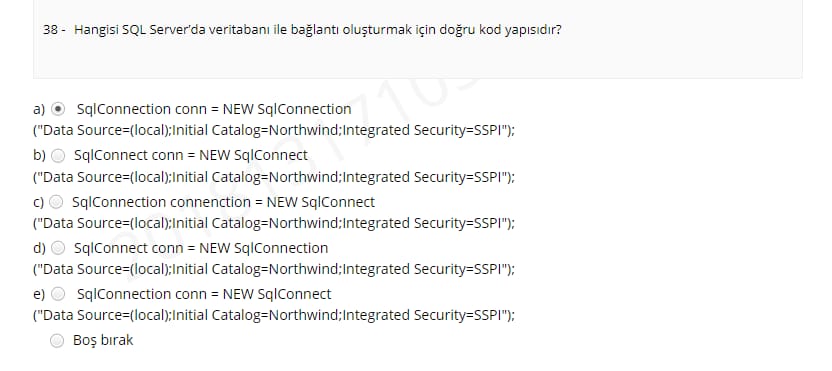 38 - Hangisi SQL Server'da veritabanı ile bağlantı oluşturmak için doğru kod yapısıdır?
a) SqlConnection conn = NEW SqlConnection
("Data Source=(local);Initial Catalog=Northwind;Integrated Security=SSPI");
b) SqlConnect conn = NEW SqlConnect
("Data Source=(local);Initial Catalog=Northwind;Integrated Security=SSPI");
c) SqlConnection connenction = NEW SqlConnect
("Data Source=(local);Initial Catalog=Northwind;Integrated Security=SSPI");
d) SqlConnect conn = NEW SqlConnection
("Data Source=(local);Initial Catalog=Northwind;Integrated Security=SSPI");
e) SqlConnection conn = NEW SqlConnect
("Data Source=(local);Initial Catalog=Northwind;Integrated Security=SSPI");
Boş bırak